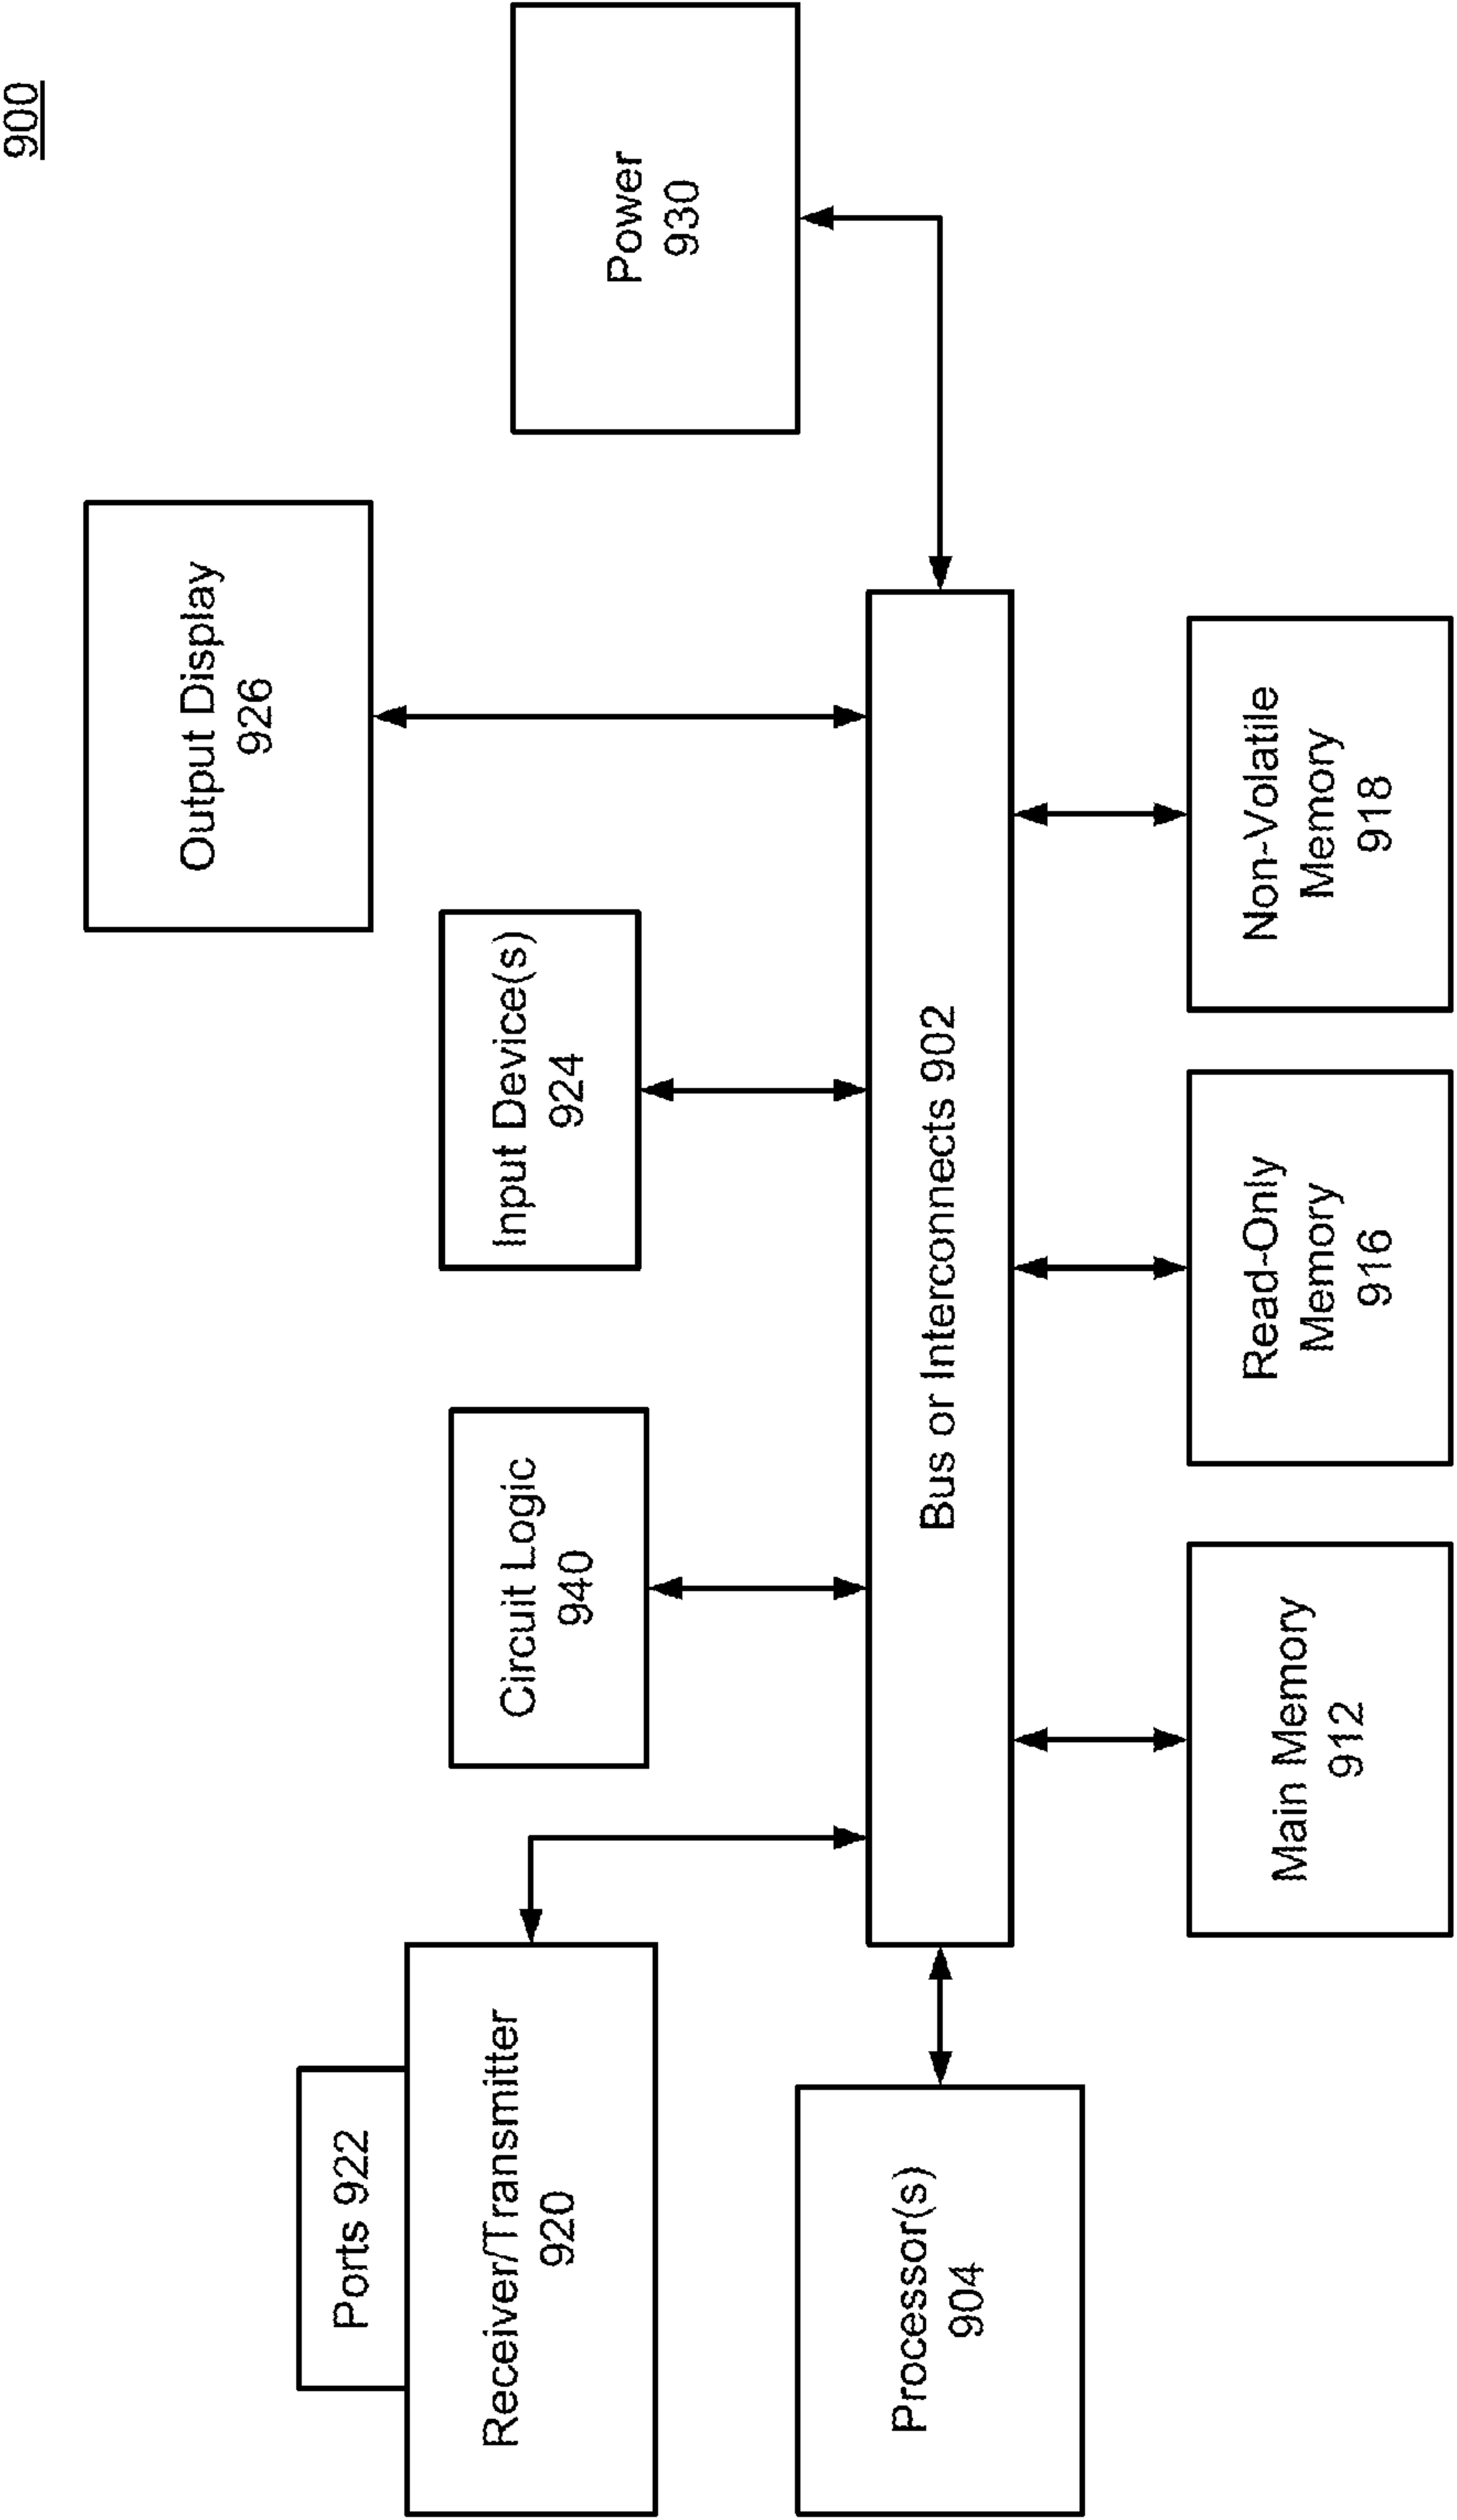 900
Ports 922
Receiver/Transmitter
920
Circuit Logic
940
Input Device(s)
924
Output Display
926
Power
930
Processor(s)
904
Bus or Interconnects 902
Main Memory
912
Read-Only
Memory
916
Non-Volatile
Memory
918